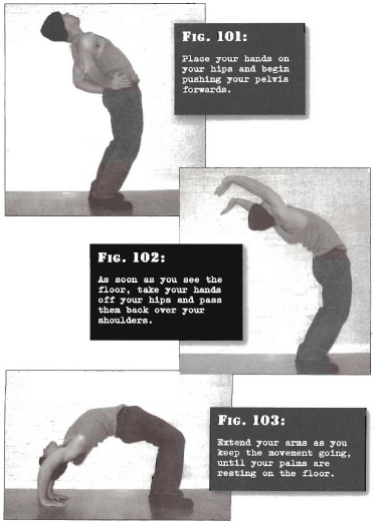 Fig. 101:
Place your hands on
your hips and begin
pushing your pelvis
forwards.
Fig. 102:
As soon as you see the
floor, take your hands
off your hips and pass
them back over your
shoulders.
Fig. 103:
Extend your arms as you
keep the movement going,
until your palms are
resting on the floor.